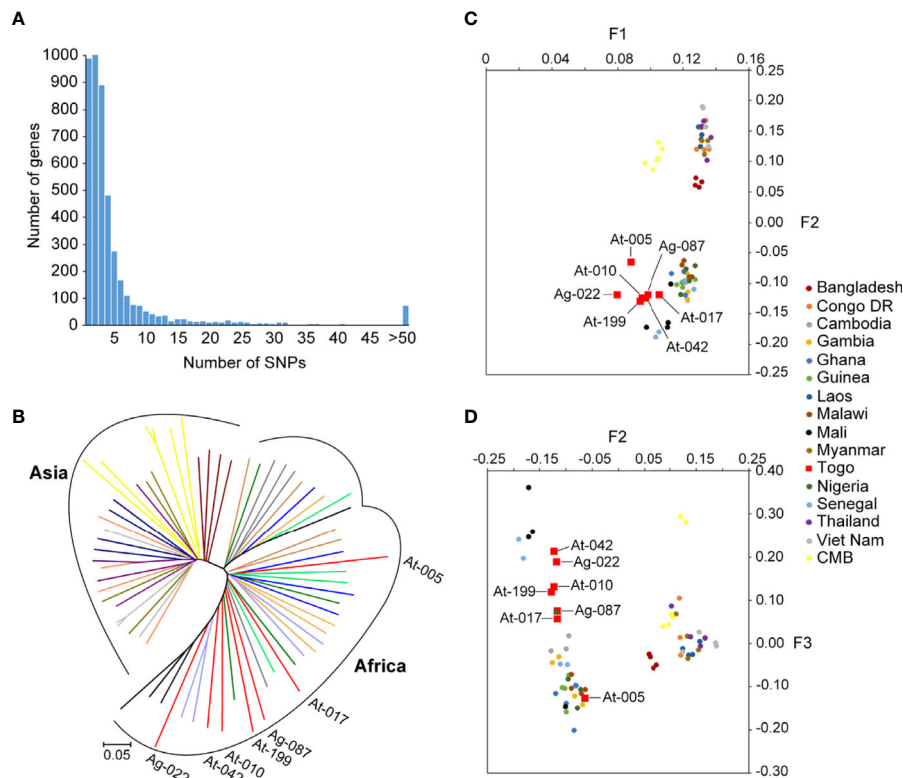 A
1000
900
800
700
600
500
400
300
200
100
0
Number of genes
5 10 15 20 25 30 35 40 45 >50
Number of SNPs
B
Asia
Africa
At-005
At-017
Ag-087
At-199
At-010
At-042
Ag-022
0.05
C
F1
0 0.04 0.08 0.12 0.16
0.25
0.20
0.15
0.10
0.05
0.00
-0.05
-0.10
-0.15
-0.20
-0.25
F2
At-005
Ag-087
At-010
Ag-022
At-199
At-017
At-042
Bangladesh
Congo DR
Cambodia
Gambia
Ghana
Guinea
Laos
Malawi
Mali
Myanmar
Togo
Nigeria
Senegal
Thailand
Viet Nam
CMB
D
F2
-0.25 -0.15 -0.05 0.05 0.15 0.25
0.40
0.30
0.20
0.10
0.00
-0.10
-0.20
-0.30
F3
At-042
Ag-022
At-010
At-199
Ag-087
At-017
At-005